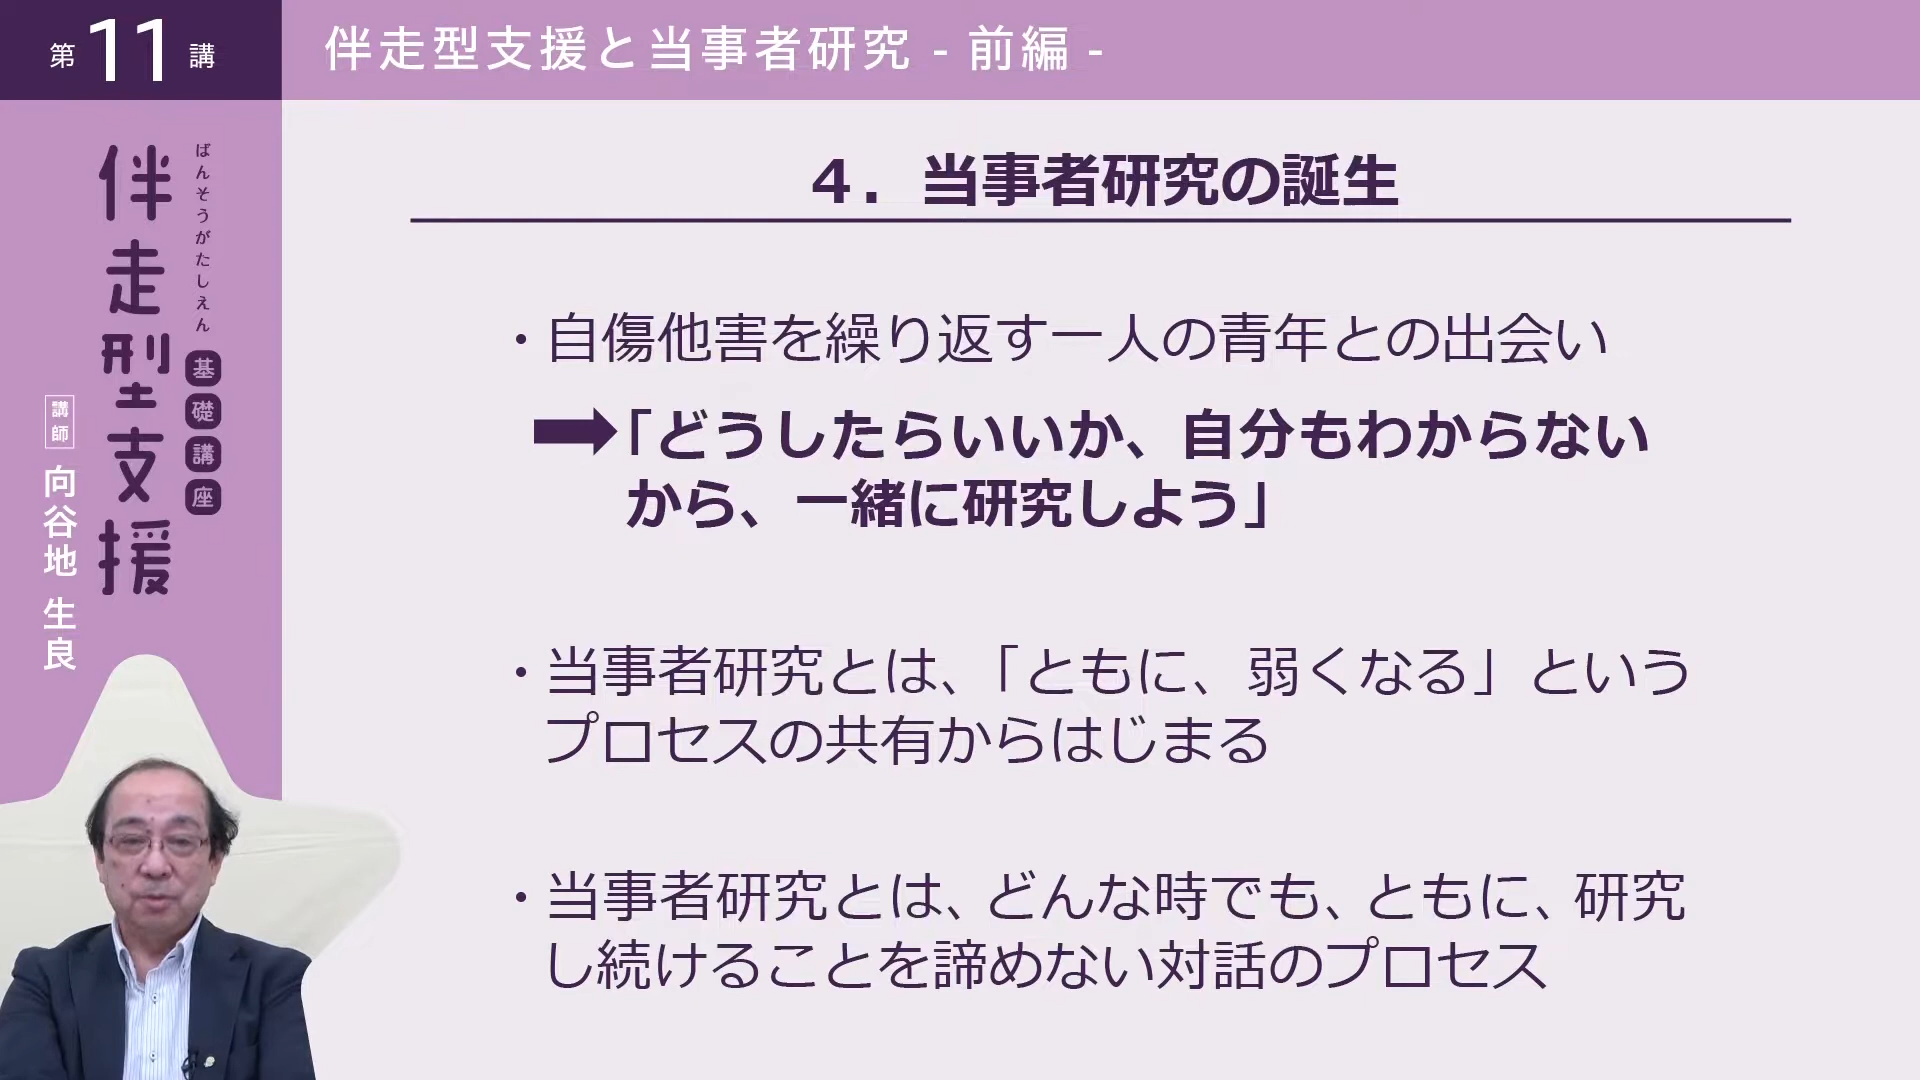 第11講
伴走型支援と当事者研究 - 前編 -
ばんそうがたしえん
伴走型支援
基礎講座
講師
向谷地 生良
4．当事者研究の誕生
・自傷他害を繰り返す一人の青年との出会い
➡「どうしたらいいか、自分もわからない
から、一緒に研究しよう」
・当事者研究とは、「ともに、弱くなる」という
プロセスの共有からはじまる
・当事者研究とは、どんな時でも、ともに、研究
し続けることを諦めない対話のプロセス